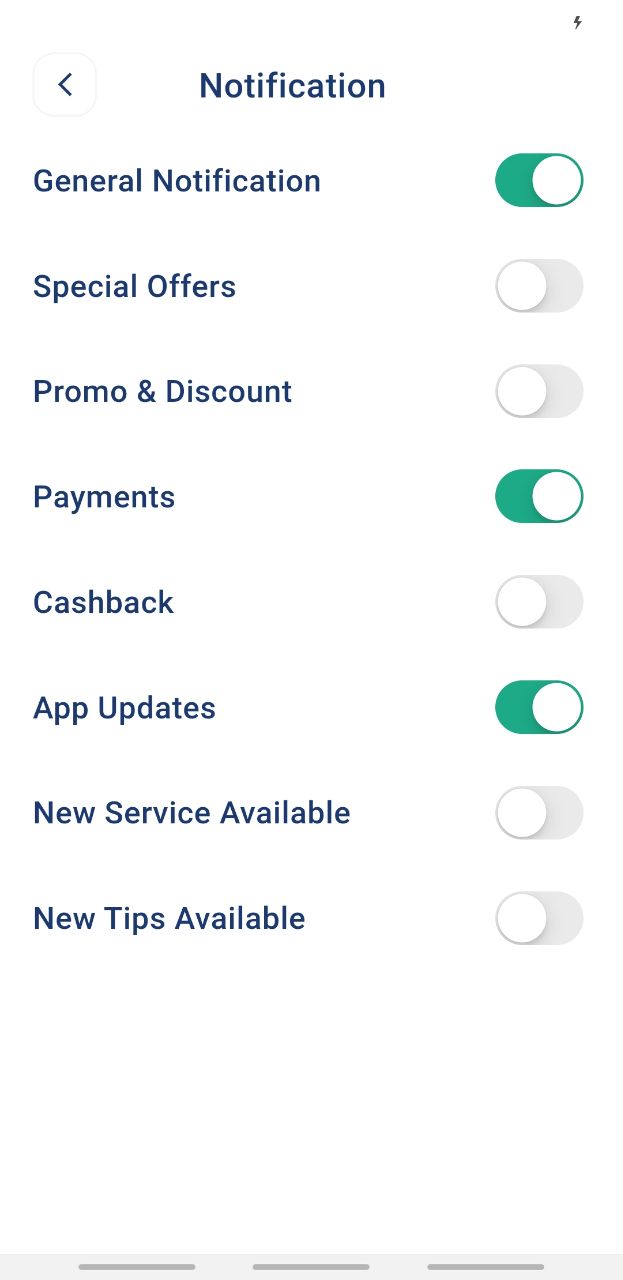 Notification
General Notification
Special Offers
Promo & Discount
Payments
Cashback
App Updates
New Service Available
New Tips Available